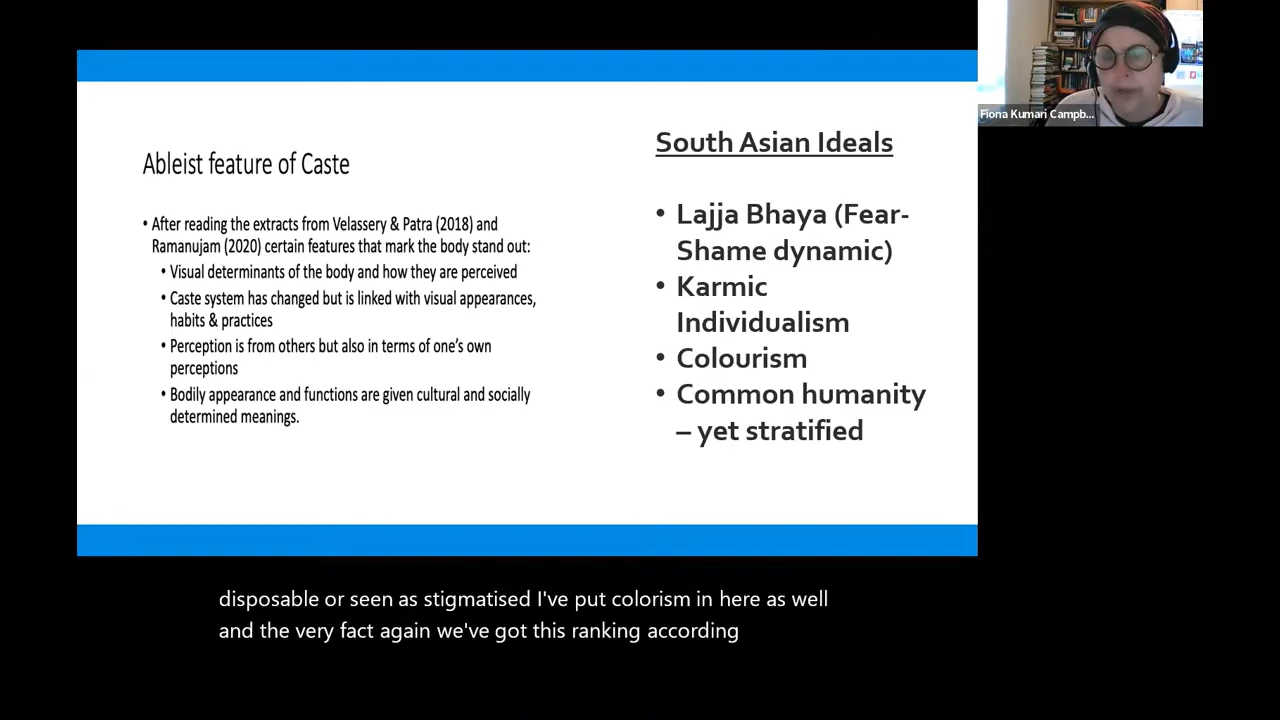 Ableist feature of Caste
• After reading the extracts from Velassery & Patra (2018) and
Ramanujam (2020) certain features that mark the body stand out:
• Visual determinants of the body and how they are perceived
• Caste system has changed but is linked with visual appearances,
habits & practices
• Perception is from others but also in terms of one's own
perceptions
• Bodily appearance and functions are given cultural and socially
determined meanings.
South Asian Ideals
• Lajja Bhaya (Fear-
Shame dynamic)
• Karmic
Individualism
• Colourism
• Common humanity
– yet stratified
Fiona Kumari Campb...
disposable or seen as stigmatised I've put colorism in here as well
and the very fact again we've got this ranking according